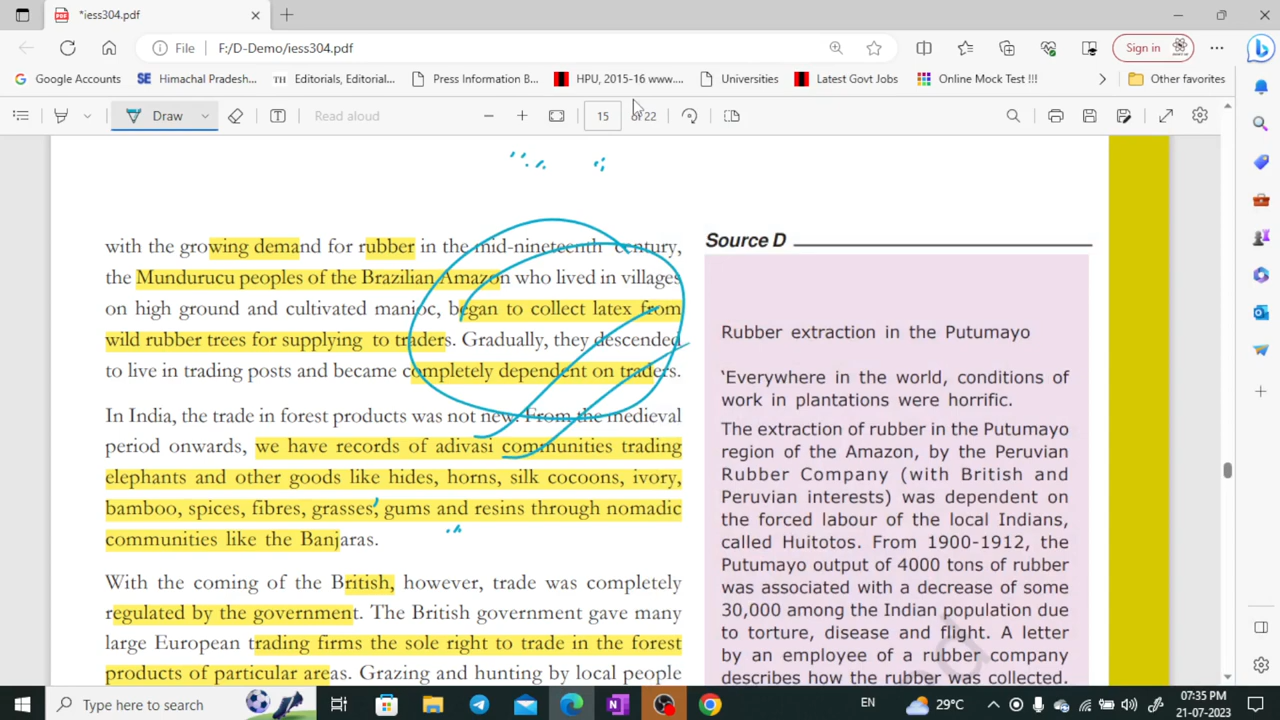 *iess304.pdf
File F:/D-Demo/iess304.pdf Sign in
Google Accounts SE Himachal Pradesh... TH Editorials, Editorial... Press Information B... HPU, 2015-16 www.... Universities Latest Govt Jobs Online Mock Test !!! Other favorites
Draw Read aloud 15 of 22
with the growing demand for rubber in the mid-nineteenth century,
the Mundurucu peoples of the Brazilian Amazon who lived in villages
on high ground and cultivated manioc, began to collect latex from
wild rubber trees for supplying to traders. Gradually, they descended
to live in trading posts and became completely dependent on traders.
In India, the trade in forest products was not new. From the medieval
period onwards, we have records of adivasi communities trading
elephants and other goods like hides, horns, silk cocoons, ivory,
bamboo, spices, fibres, grasses, gums and resins through nomadic
communities like the Banjaras.
With the coming of the British, however, trade was completely
regulated by the government. The British government gave many
large European trading firms the sole right to trade in the forest
products of particular areas. Grazing and hunting by local people
Source D
Rubber extraction in the Putumayo
‘Everywhere in the world, conditions of
work in plantations were horrific.
The extraction of rubber in the Putumayo
region of the Amazon, by the Peruvian
Rubber Company (with British and
Peruvian interests) was dependent on
the forced labour of the local Indians,
called Huitotos. From 1900-1912, the
Putumayo output of 4000 tons of rubber
was associated with a decrease of some
30,000 among the Indian population due
to torture, disease and flight. A letter
by an employee of a rubber company
describes how the rubber was collected.
Type here to search 29°C EN 07:35 PM
21-07-2023